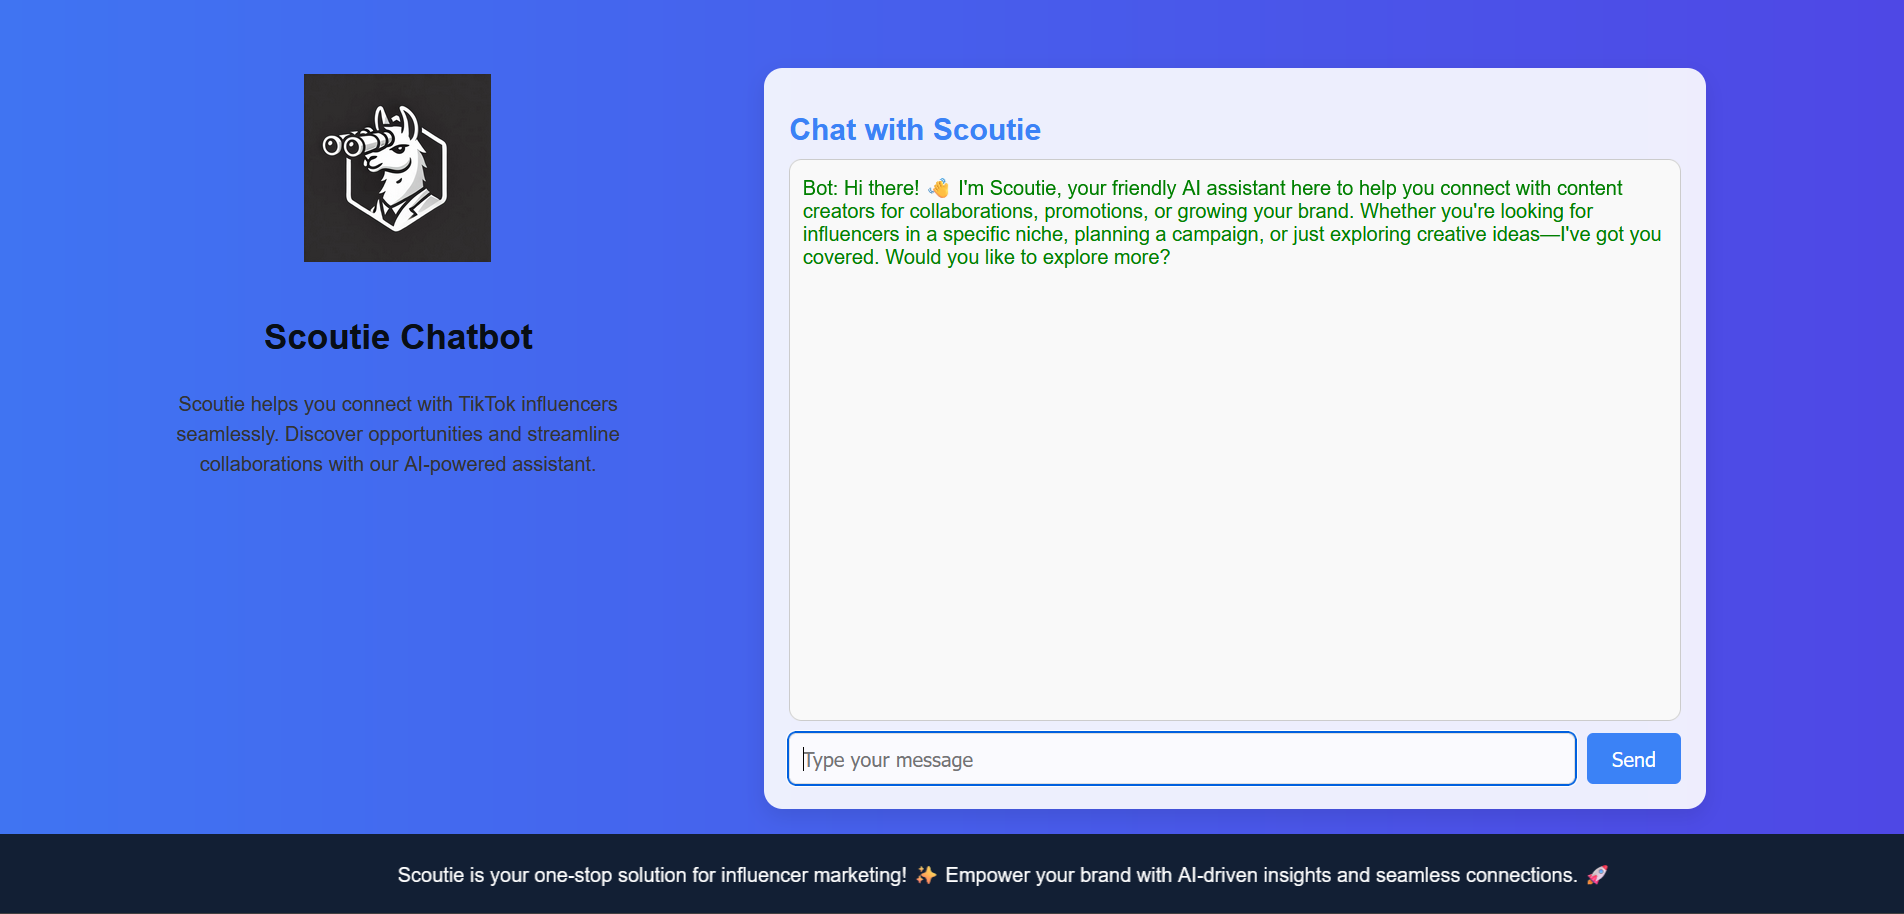 Scoutie Chatbot
Scoutie helps you connect with TikTok influencers
seamlessly. Discover opportunities and streamline
collaborations with our AI-powered assistant.
Chat with Scoutie
Bot: Hi there! 👋 I'm Scoutie, your friendly AI assistant here to help you connect with content
creators for collaborations, promotions, or growing your brand. Whether you're looking for
influencers in a specific niche, planning a campaign, or just exploring creative ideas—I've got you
covered. Would you like to explore more?
Type your message
Send
Scoutie is your one-stop solution for influencer marketing! ✨ Empower your brand with AI-driven insights and seamless connections. 🚀